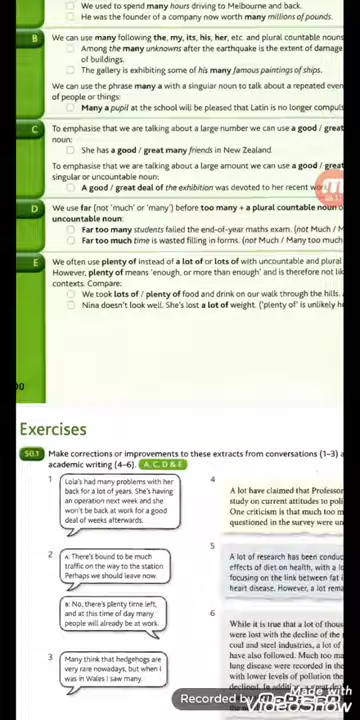 We used to spend many hours driving to Melbourne and back.
He was the founder of a company now worth many millions of pounds.
B
We can use many following the, my, its, his, her, etc. and plural countable nouns
Among the many unknowns after the earthquake is the extent of damage
of buildings.
The gallery is exhibiting some of his many famous paintings of ships.
We can use the phrase many a with a singular noun to talk about a repeated even
of people or things:
Many a pupil at the school will be pleased that Latin is no longer compuls
C
To emphasise that we are talking about a large number we can use a good / great
noun:
She has a good / great many friends in New Zealand.
To emphasise that we are talking about a large amount we can use a good / great
singular or uncountable noun:
A good / great deal of the exhibition was devoted to her recent wo
D
We use far (not 'much' or 'many') before too many + a plural countable noun o
uncountable noun:
Far too many students failed the end-of-year maths exam. (not Much / M
Far too much time is wasted filling in forms. (not Much / Many too much
E
We often use plenty of instead of a lot of or lots of with uncountable and plural
However, plenty of means 'enough, or more than enough' and is therefore not lik
contexts. Compare:
We took lots of / plenty of food and drink on our walk through the hills.
Nina doesn't look well. She's lost a lot of weight. ('plenty of' is unlikely h
00
Exercises
50.1 Make corrections or improvements to these extracts from conversations (1–3) a
academic writing (4–6). A, C, D & E
1
Lola's had many problems with her
back for a lot of years. She's having
an operation next week and she
won't be back at work for a good
deal of weeks afterwards.
2
A: There's bound to be much
traffic on the way to the station.
Perhaps we should leave now.
B: No, there's plenty time left,
and at this time of day many
people will already be at work.
3
Many think that hedgehogs are
very rare nowadays, but when I
was in Wales I saw many.
4
A lot have claimed that Professor
study on current attitudes to poli
One criticism is that much too m
questioned in the survey were un
5
A lot of research has been conduc
effects of diet on health, with a lo
focusing on the link between fat i
heart disease. However, a lot rema
6
While it is true that a lot of thous
were lost with the decline of the
coal and steel industries, a lot of
have also followed. Much too ma
lung disease were recorded in the
with lower levels of pollution the
declined. In addition
Recorded by
Made with
VideoShow